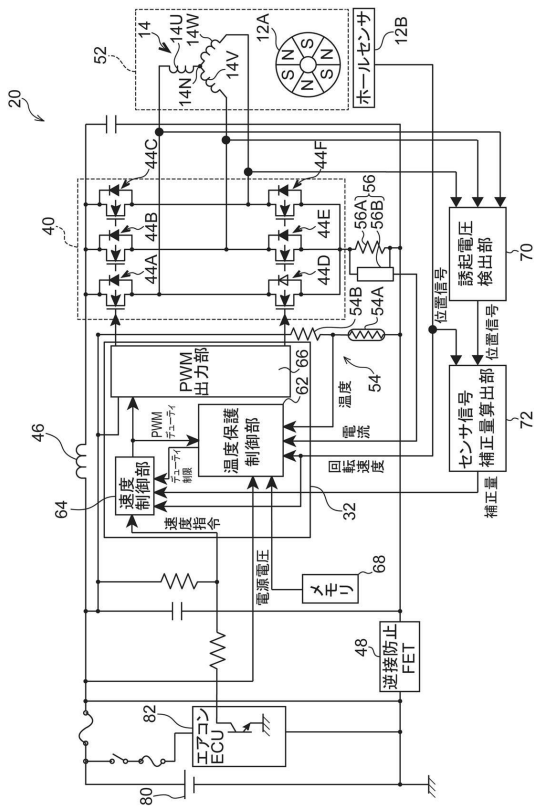 20
52
14
14U
14W
14N
14V
12A
N
S
N
S
N
S
ホールセンサ
12B
40
44C
44B
44A
44F
44E
44D
46
PWM
出力部
66
54B
54A
54
56A
56B
56
64
速度
制御部
PWM
デューティ
デューティ
制限
温度保護
制御部
62
速度指令
32
温度
電流
回転速度
電源電圧
メモリ
68
位置信号
誘起電圧
検出部
70
位置信号
センサ信号
補正量算出部
72
補正量
48
逆接防止
FET
82
エアコン
ECU
80